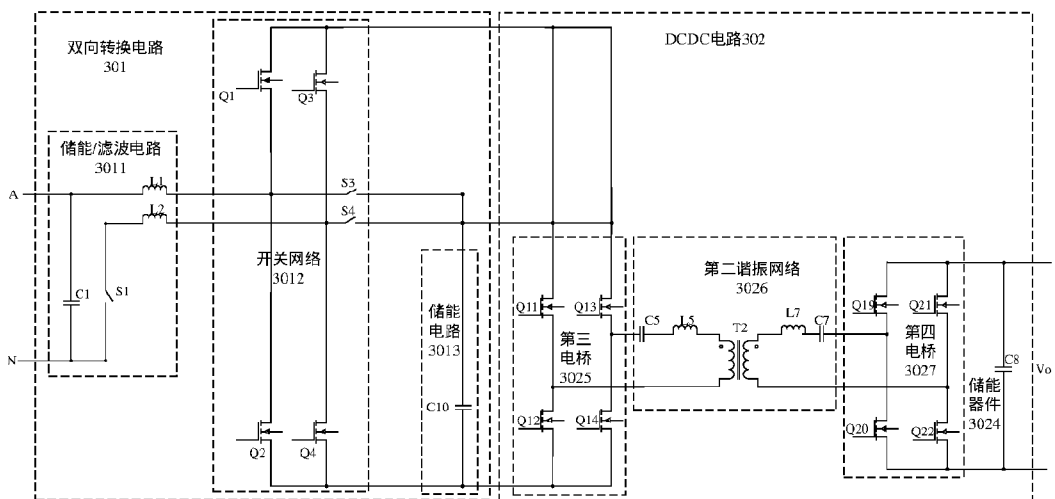 双向转换电路
301
DCDC电路302
Q1
Q3
储能/滤波电路
3011
A
L1
S3
L2
S4
开关网络
3012
C1
S1
储能
电路
3013
第二谐振网络
3026
Q11
Q13
C5
L5
T2
L7
C7
Q19
Q21
第三
电桥
3025
第四
电桥
3027
C8
Vo
N
C10
储能
器件
3024
Q12
Q14
Q20
Q22
Q2
Q4